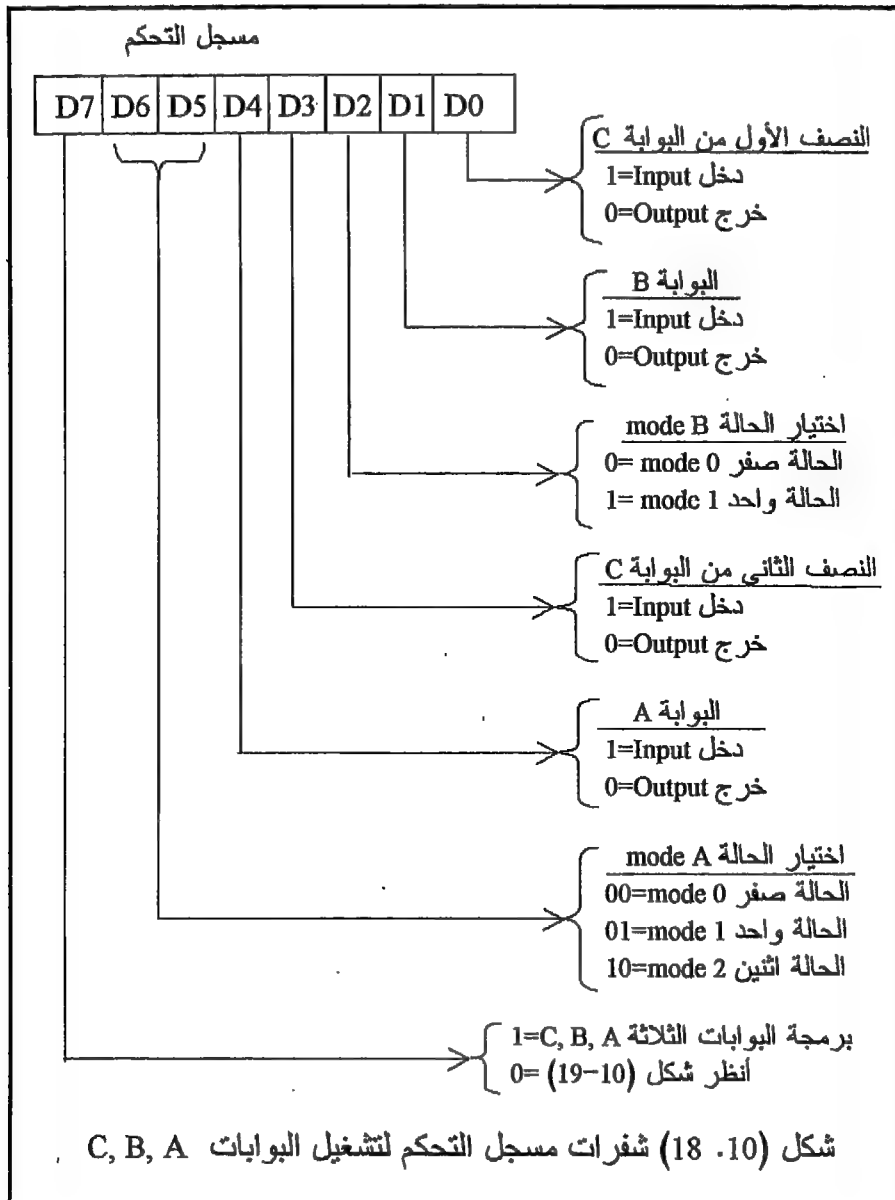 مسجل التحكم
D7 D6 D5 D4 D3 D2 D1 D0
النصف الأول من البوابة C
دخل 1=Input
خرج 0=Output
البوابة B
دخل 1=Input
خرج 0=Output
اختيار الحالة mode B
الحالة صفر 0= mode 0
الحالة واحد 1= mode 1
النصف الثاني من البوابة C
دخل 1=Input
خرج 0=Output
البوابة A
دخل 1=Input
خرج 0=Output
اختيار الحالة mode A
الحالة صفر 00=mode 0
الحالة واحد 01=mode 1
الحالة اثنين 10=mode 2
برمجة البوابات الثلاثة 1=C, B, A
أنظر شكل (10-19) =0
شكل (10. 18) شفرات مسجل التحكم لتشغيل البوابات C, B, A